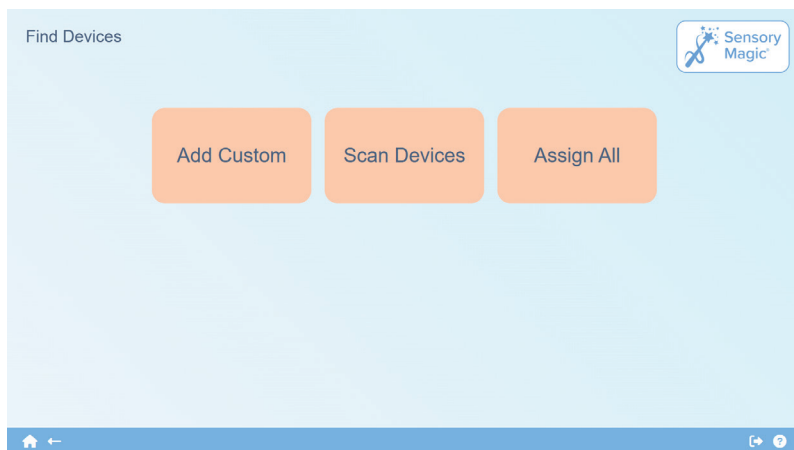 Find Devices
Sensory
Magic®
Add Custom
Scan Devices
Assign All